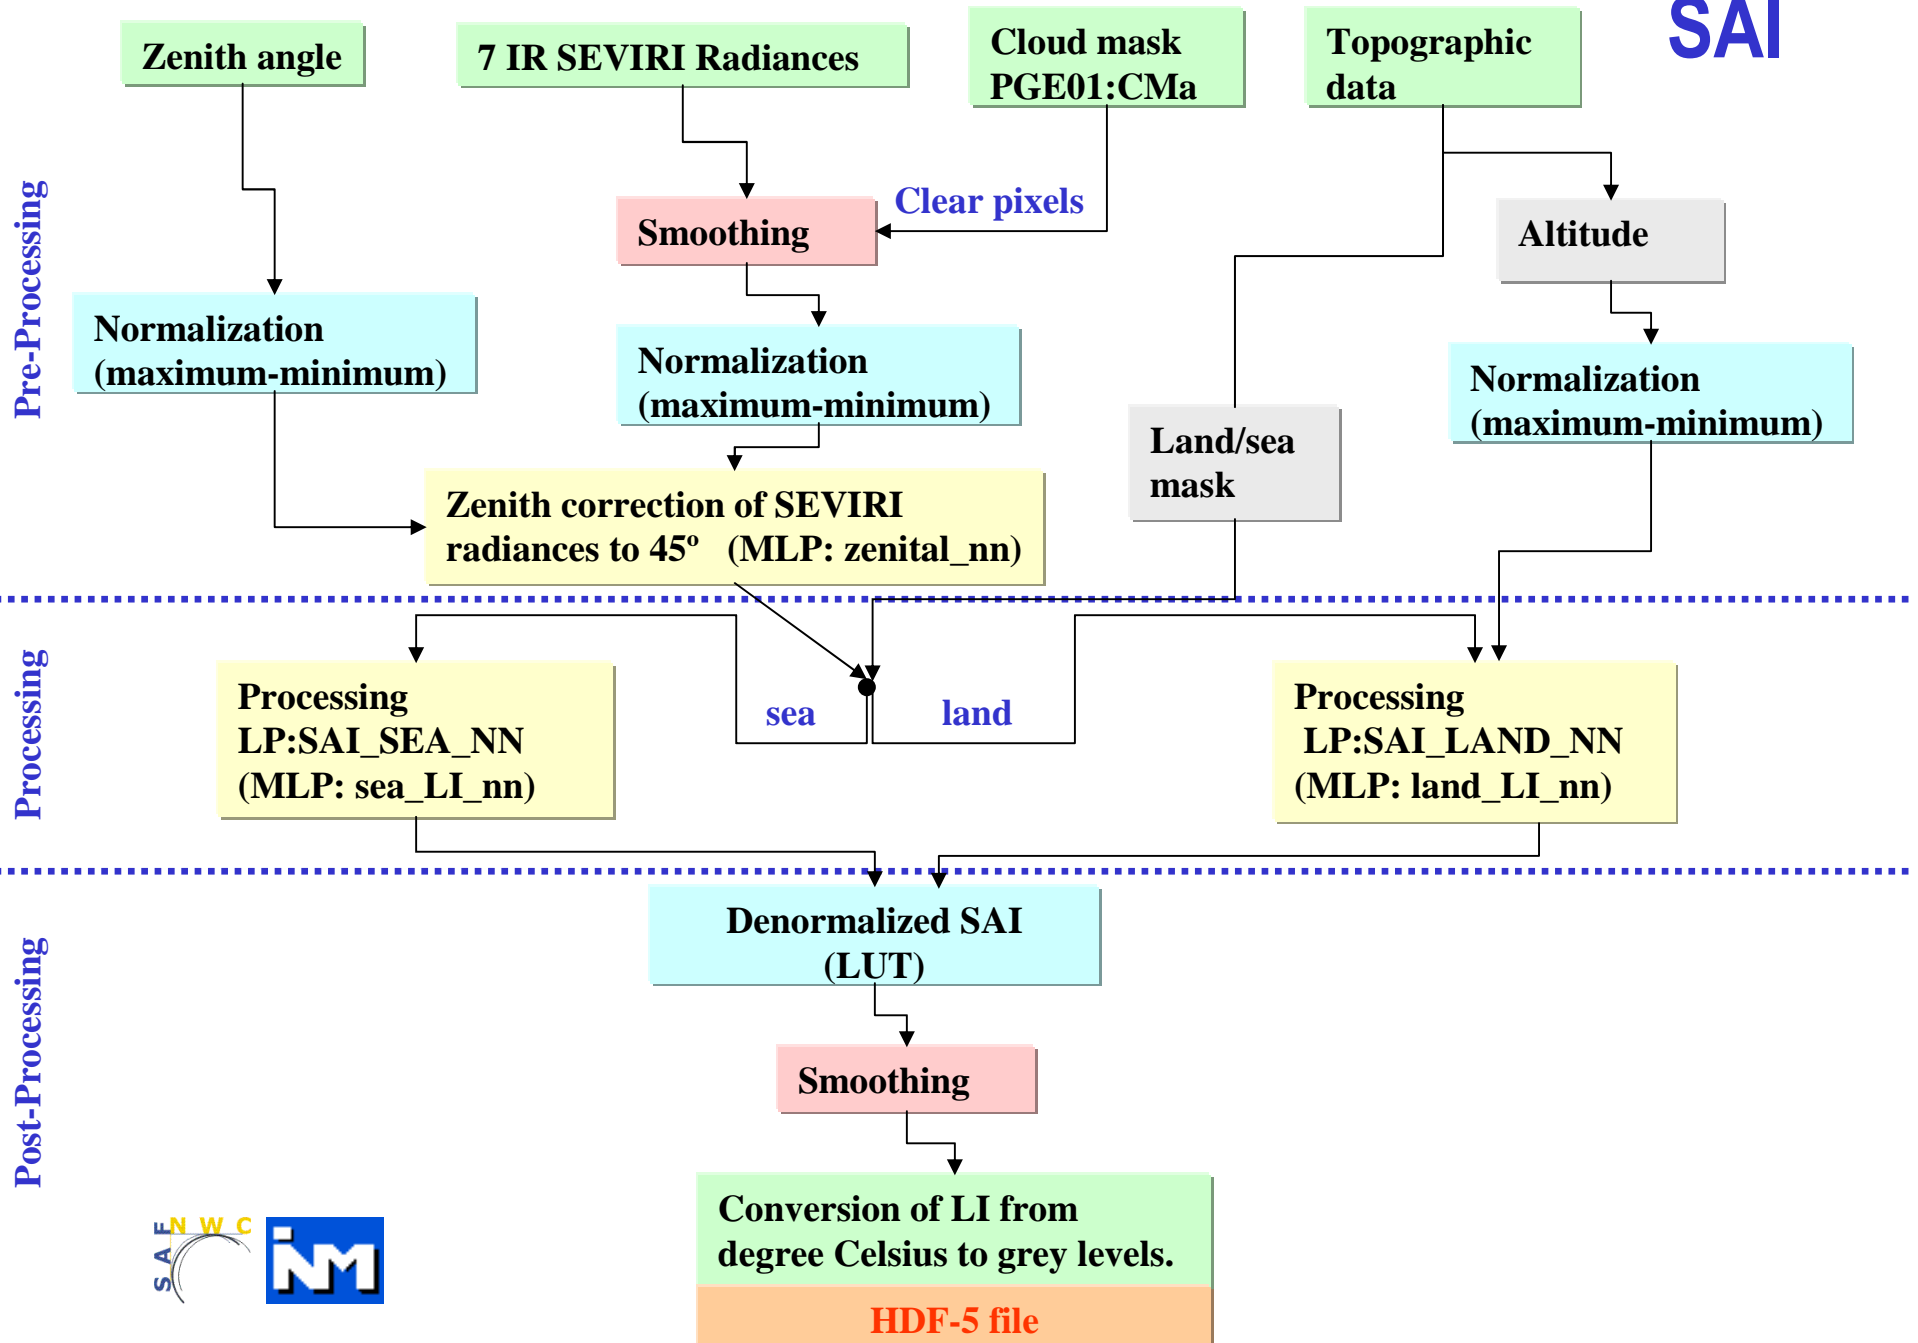 SAI
Zenith angle
7 IR SEVIRI Radiances
Cloud mask
PGE01:CMa
Topographic
data
Pre-Processing
Clear pixels
Smoothing
Altitude
Normalization
(maximum-minimum)
Normalization
(maximum-minimum)
Normalization
(maximum-minimum)
Land/sea
mask
Zenith correction of SEVIRI
radiances to 45º (MLP: zenital_nn)
Processing
sea
land
Processing
LP:SAI_SEA_NN
(MLP: sea_LI_nn)
Processing
LP:SAI_LAND_NN
(MLP: land_LI_nn)
Post-Processing
Denormalized SAI
(LUT)
Smoothing
Conversion of LI from
degree Celsius to grey levels.
HDF-5 file
SAF
NWC
INM